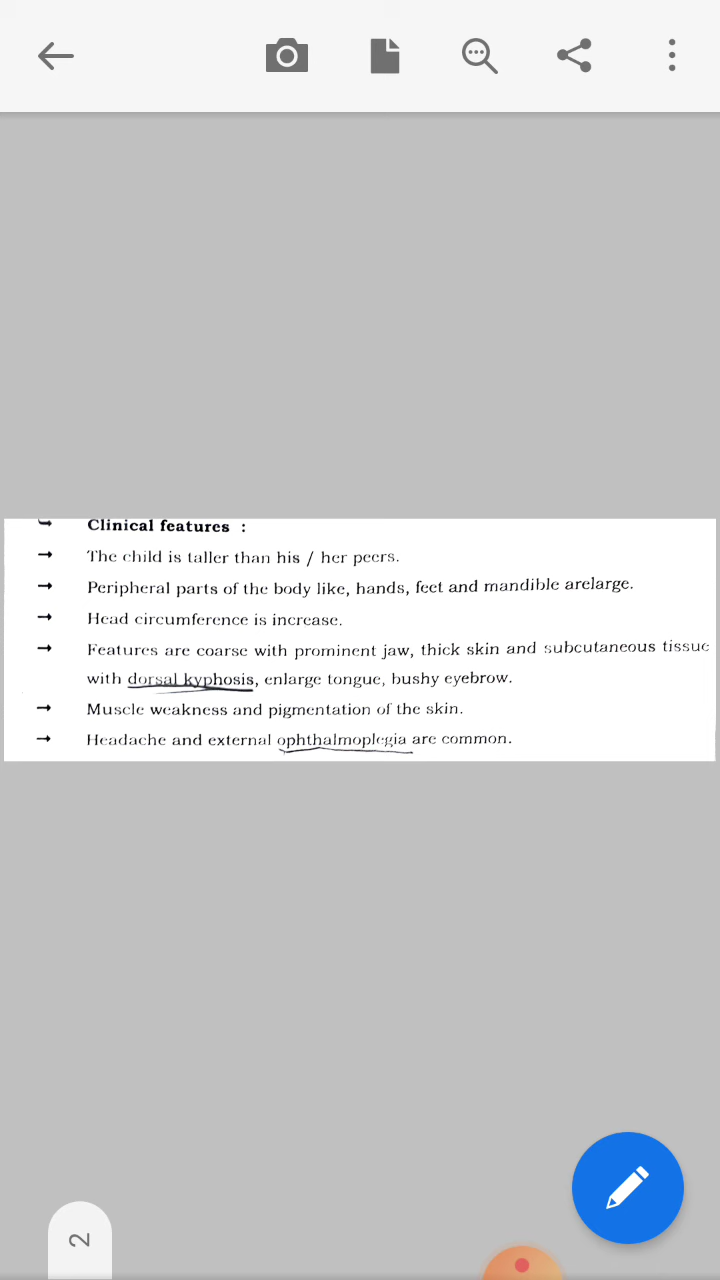 Clinical features :
→ The child is taller than his / her peers.
→ Peripheral parts of the body like, hands, feet and mandible arelarge.
→ Head circumference is increase.
→ Features are coarse with prominent jaw, thick skin and subcutaneous tissue
with dorsal kyphosis, enlarge tongue, bushy eyebrow.
→ Muscle weakness and pigmentation of the skin.
→ Headache and external ophthalmoplegia are common.
2